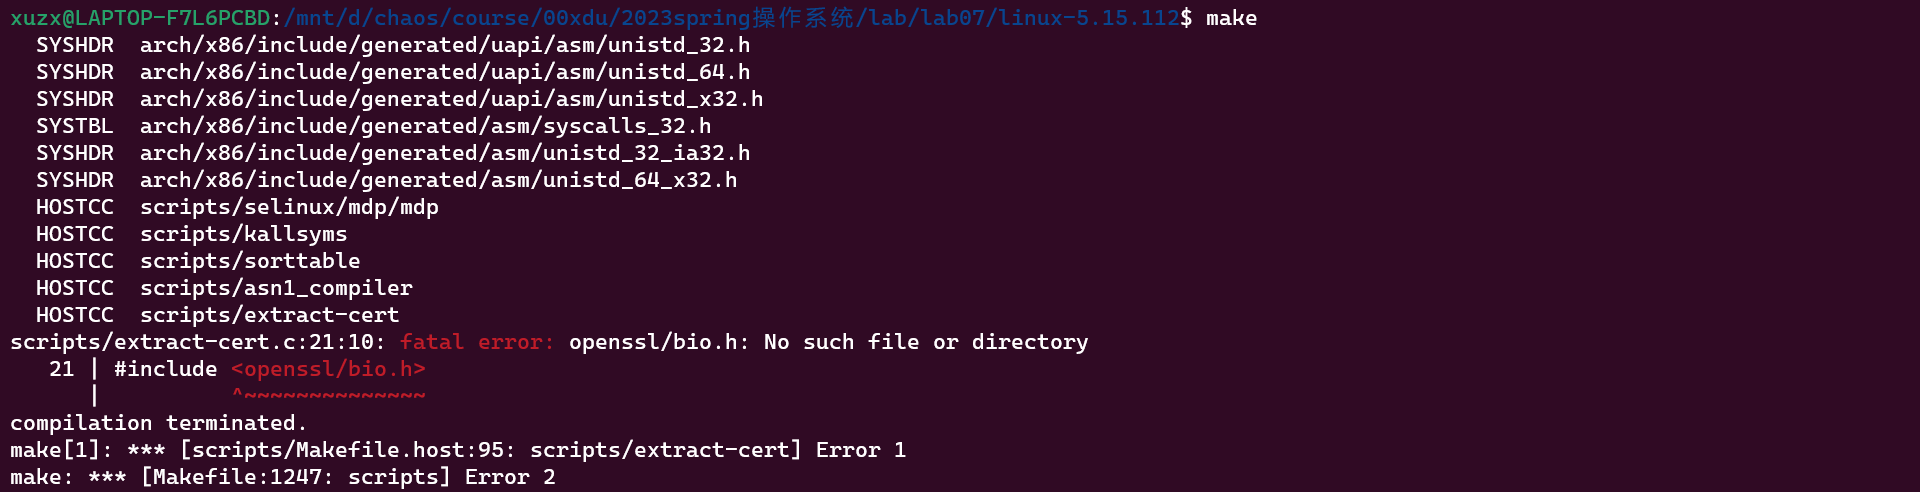 xuzx@LAPTOP-F7L6PCBD:/mnt/d/chaos/course/00xdu/2023spring操作系统/lab/lab07/linux-5.15.112$ make
  SYSHDR  arch/x86/include/generated/uapi/asm/unistd_32.h
  SYSHDR  arch/x86/include/generated/uapi/asm/unistd_64.h
  SYSHDR  arch/x86/include/generated/uapi/asm/unistd_x32.h
  SYSTBL  arch/x86/include/generated/asm/syscalls_32.h
  SYSHDR  arch/x86/include/generated/asm/unistd_32_ia32.h
  SYSHDR  arch/x86/include/generated/asm/unistd_64_x32.h
  HOSTCC  scripts/selinux/mdp/mdp
  HOSTCC  scripts/kallsyms
  HOSTCC  scripts/sorttable
  HOSTCC  scripts/asn1_compiler
  HOSTCC  scripts/extract-cert
scripts/extract-cert.c:21:10: fatal error: openssl/bio.h: No such file or directory
   21 | #include <openssl/bio.h>
      |          ^~~~~~~~~~~~~~~
compilation terminated.
make[1]: *** [scripts/Makefile.host:95: scripts/extract-cert] Error 1
make: *** [Makefile:1247: scripts] Error 2